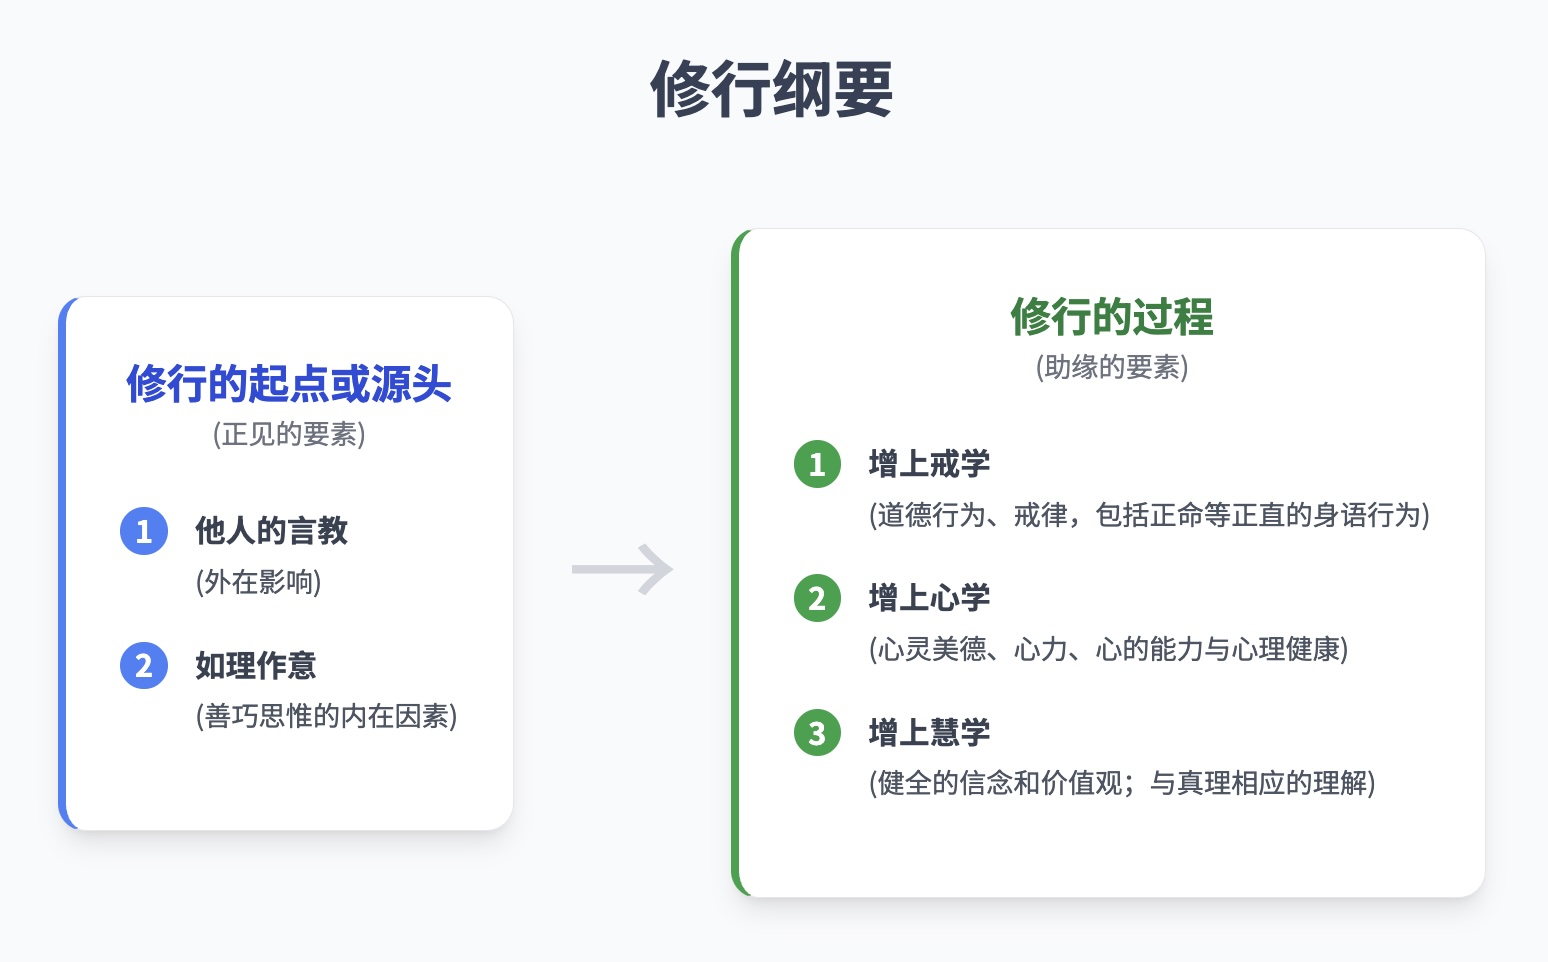 修行纲要
修行的起点或源头
(正见的要素)
1 他人的言教
(外在影响)
2 如理作意
(善巧思惟的内在因素)
→
修行的过程
(助缘的要素)
1 增上戒学
(道德行为、戒律，包括正命等正直的身语行为)
2 增上心学
(心灵美德、心力、心的能力与心理健康)
3 增上慧学
(健全的信念和价值观；与真理相应的理解)